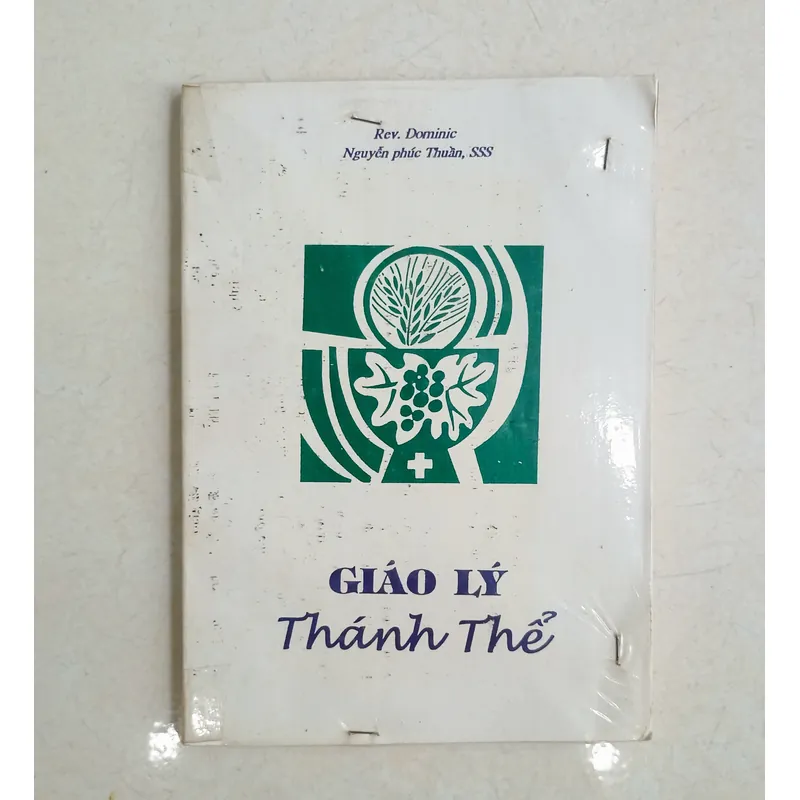 Rev. Dominic
Nguyễn phúc Thuần, SSS
GIÁO LÝ
Thánh Thể